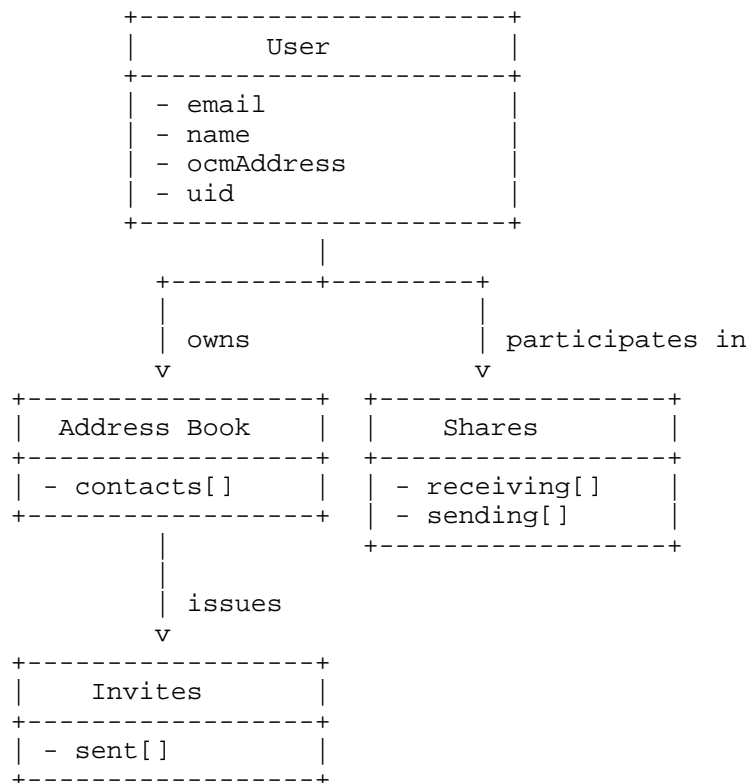 User
- email
- name
- ocmAddress
- uid
owns
participates in
v
v
Address Book
Shares
- contacts[]
- receiving[]
- sending[]
issues
v
Invites
- sent[]